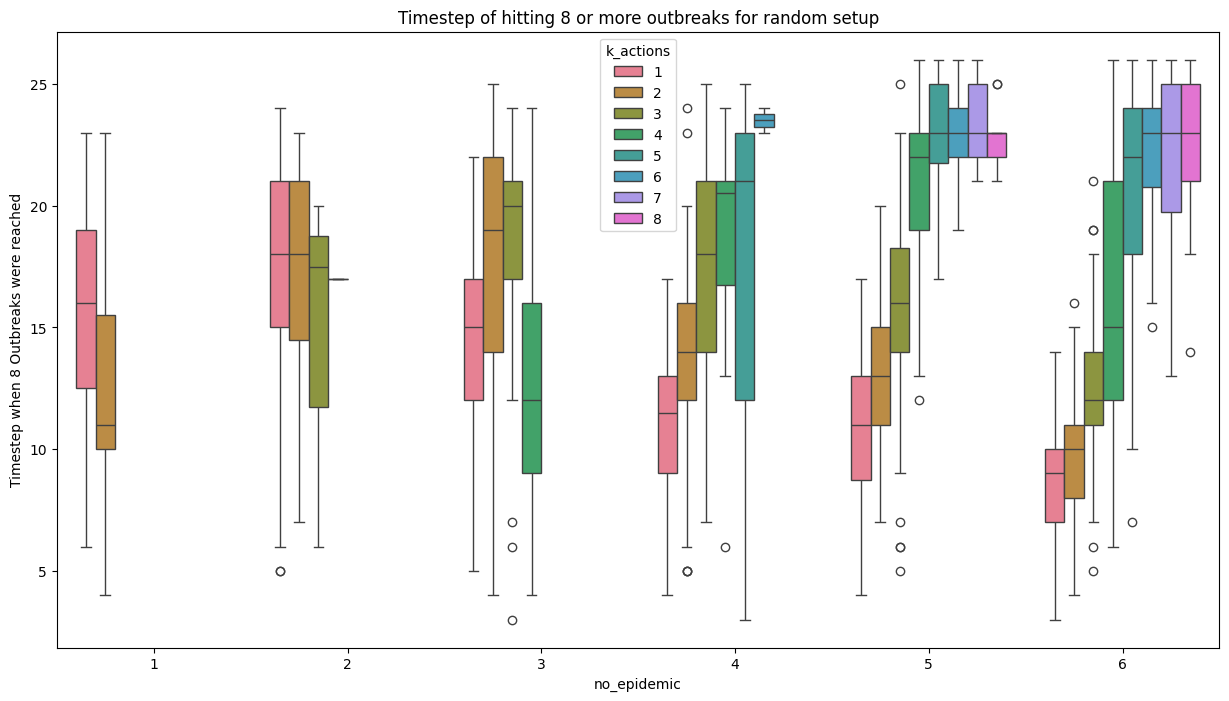 Timestep of hitting 8 or more outbreaks for random setup
k_actions
1
2
3
4
5
6
7
8
Timestep when 8 Outbreaks were reached
25
20
15
10
5
1 2 3 4 5 6
no_epidemic